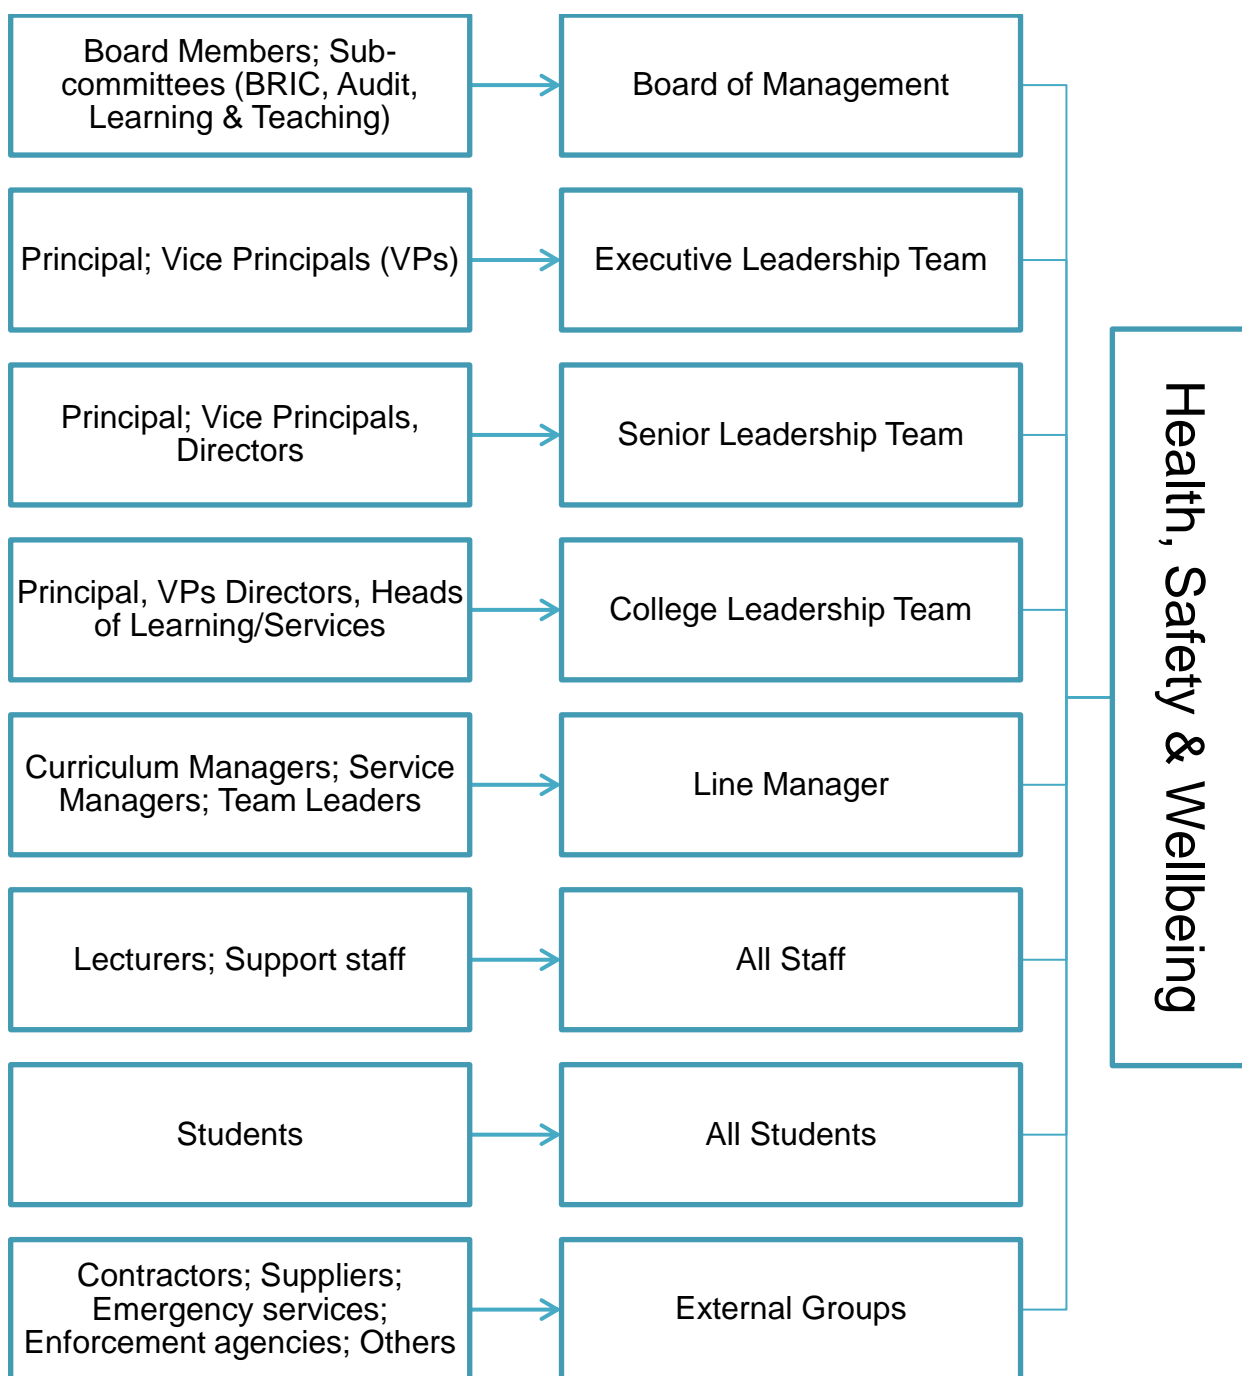 Board Members; Sub-
committees (BRIC, Audit,
Learning & Teaching)
Board of Management
Principal; Vice Principals (VPs)
Executive Leadership Team
Principal; Vice Principals,
Directors
Senior Leadership Team
Principal, VPs Directors, Heads
of Learning/Services
College Leadership Team
Curriculum Managers; Service
Managers; Team Leaders
Line Manager
Lecturers; Support staff
All Staff
Students
All Students
Contractors; Suppliers;
Emergency services;
Enforcement agencies; Others
External Groups
Health, Safety & Wellbeing